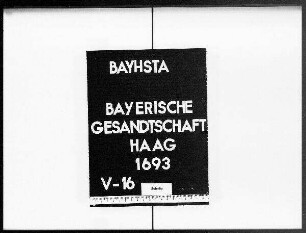 BAYHSTA
BAYERISCHE
GESANDTSCHAFT
HAAG
1693
V-16